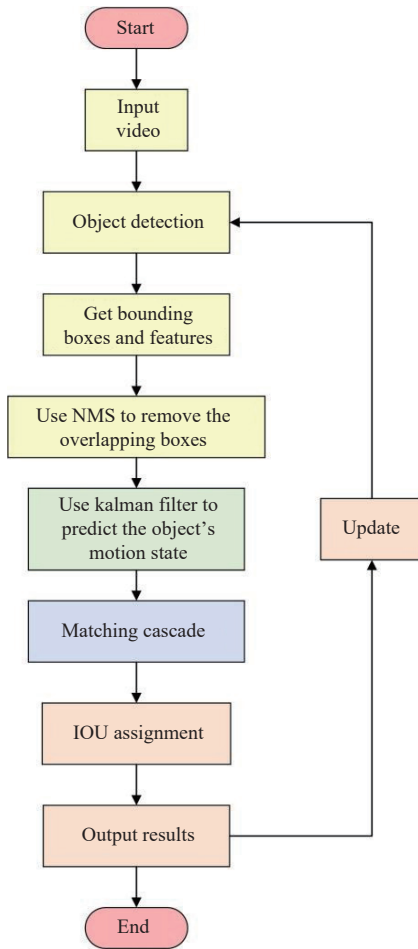 Start
Input
video
Object detection
Get bounding
boxes and features
Use NMS to remove the
overlapping boxes
Use kalman filter to
predict the object's
motion state
Update
Matching cascade
IOU assignment
Output results
End